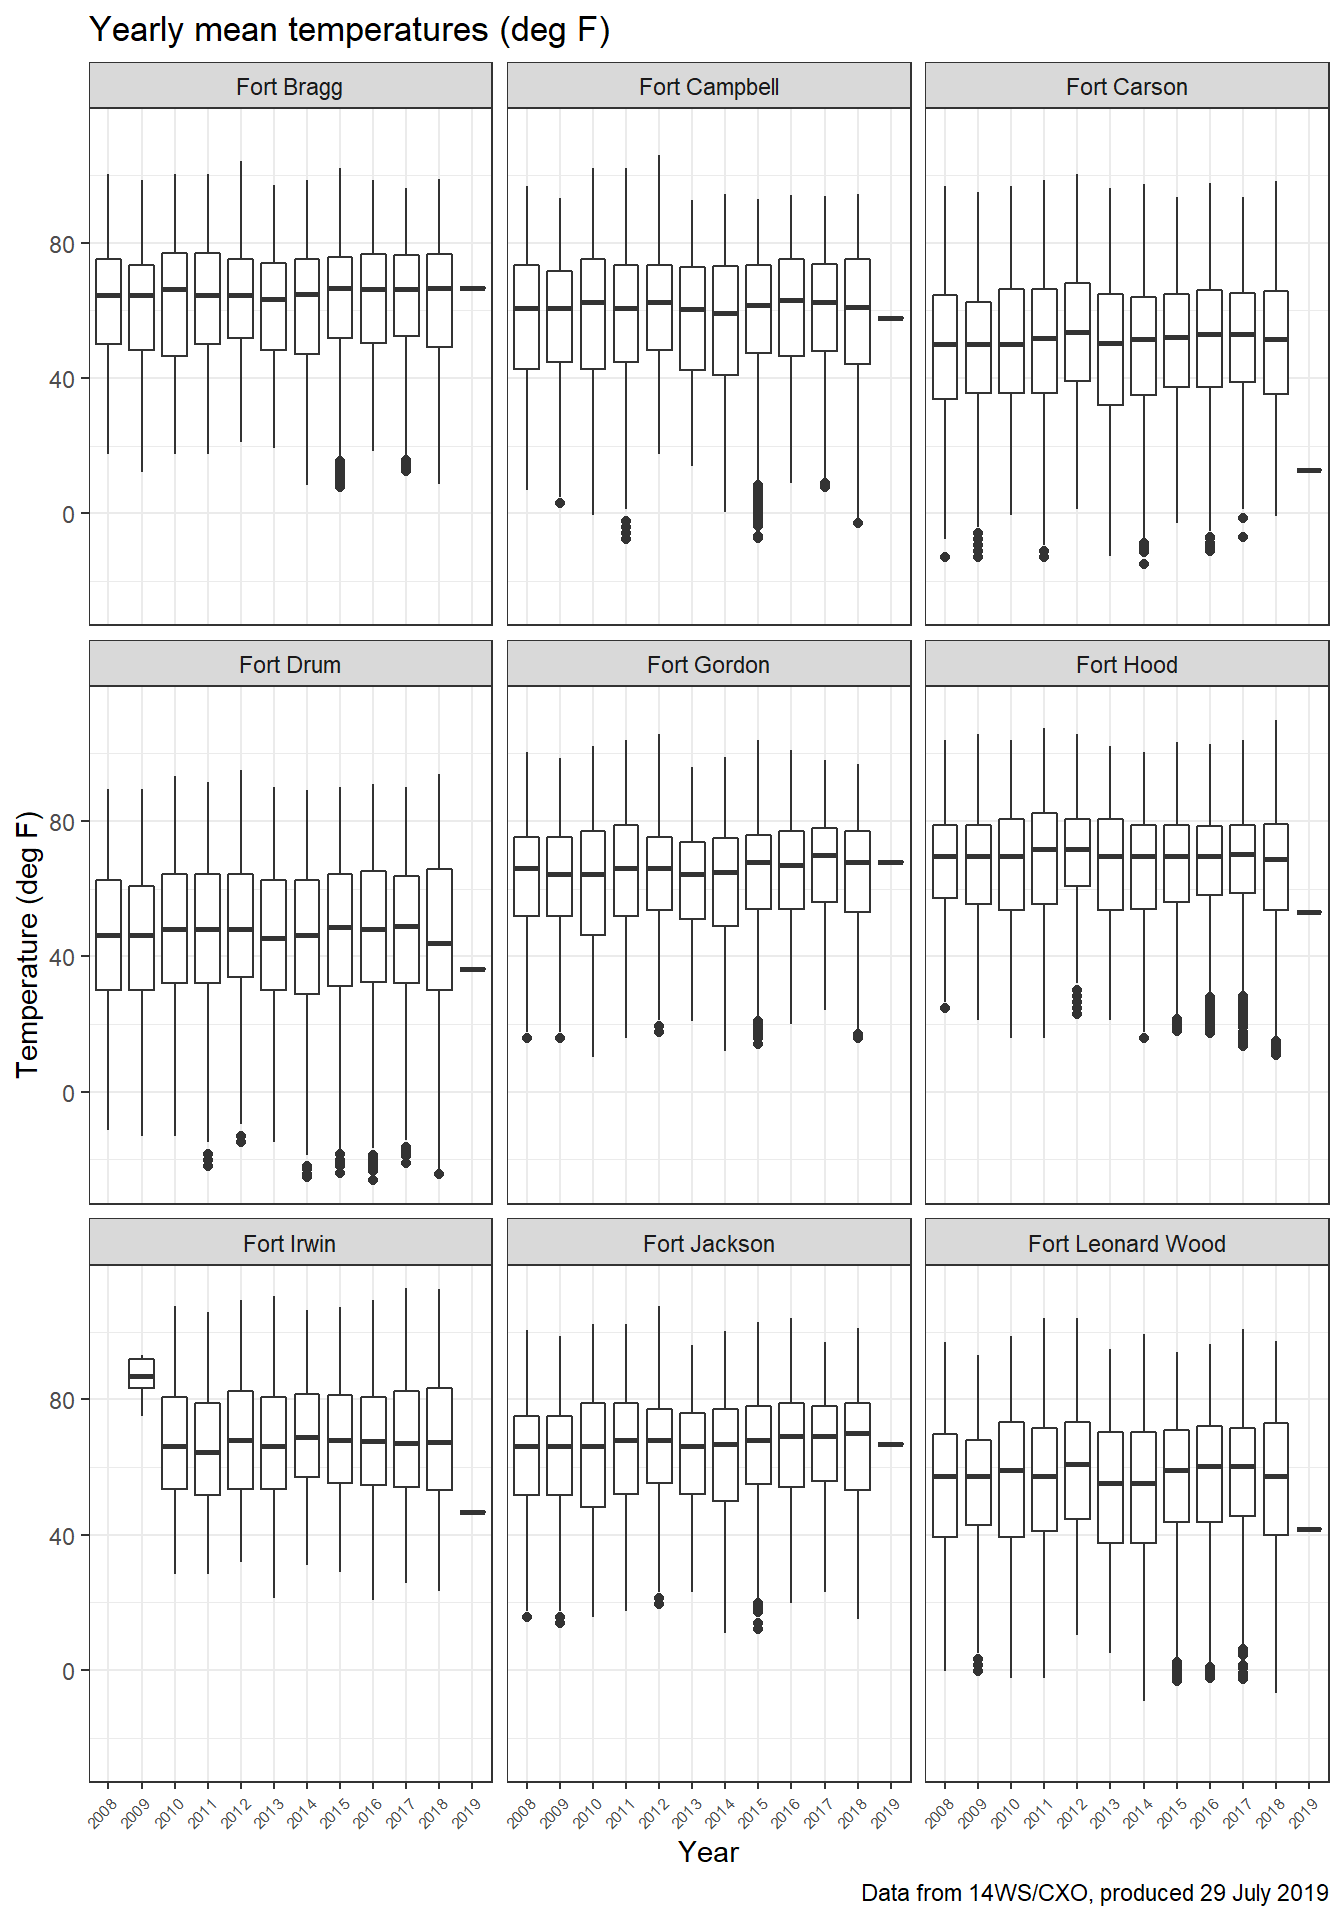 Yearly mean temperatures (deg F)
Fort Bragg
Fort Campbell
Fort Carson
80
40
0
Fort Drum
Fort Gordon
Fort Hood
Temperature (deg F)
80
40
0
Fort Irwin
Fort Jackson
Fort Leonard Wood
80
40
0
2008 2009 2010 2011 2012 2013 2014 2015 2016 2017 2018 2019
2008 2009 2010 2011 2012 2013 2014 2015 2016 2017 2018 2019
2008 2009 2010 2011 2012 2013 2014 2015 2016 2017 2018 2019
Year
Data from 14WS/CXO, produced 29 July 2019